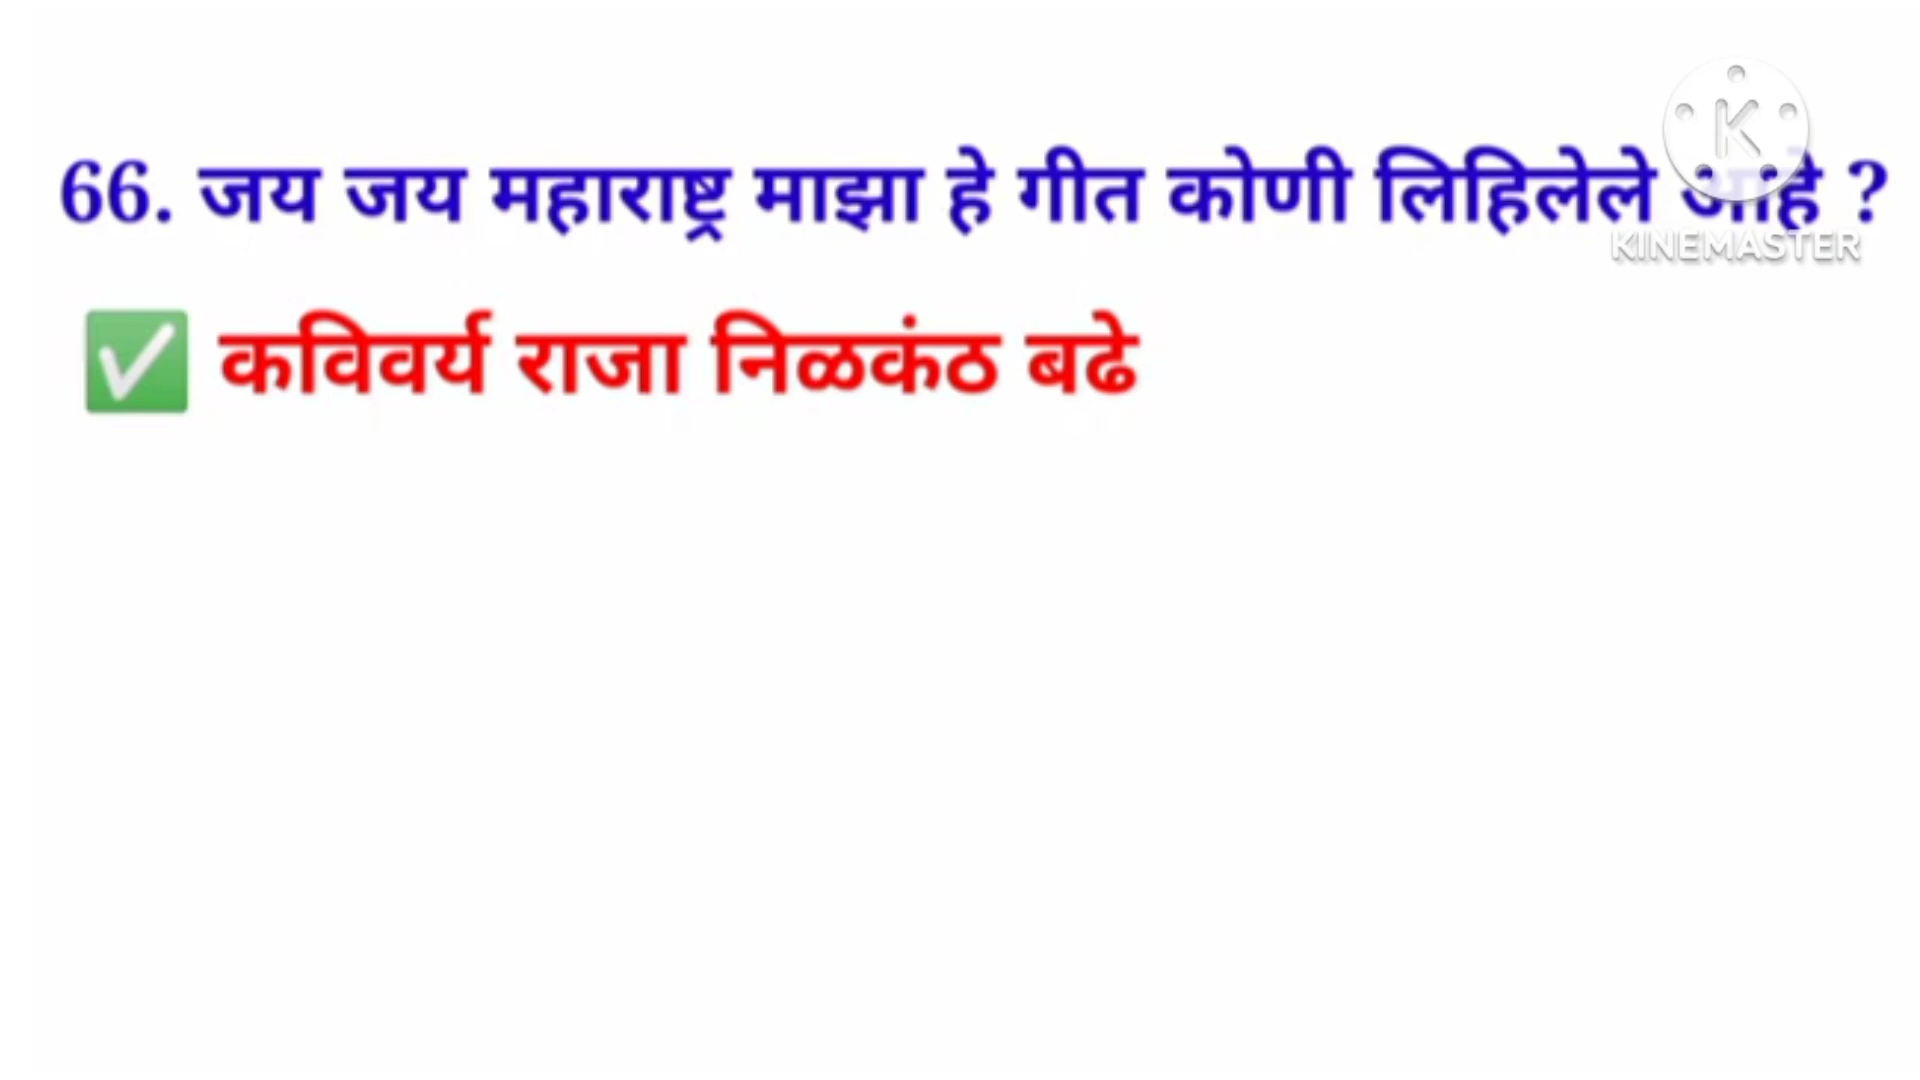 66. जय जय महाराष्ट्र माझा हे गीत कोणी लिहिलेले आहे ?
K
KINEMASTER
✅ कविवर्य राजा निळकंठ बढे